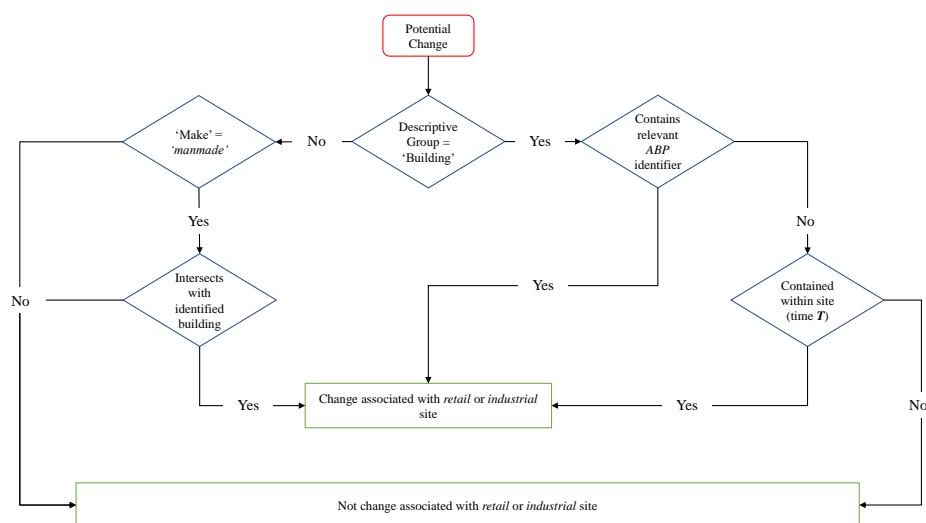 Potential
Change
‘Make’ =
‘manmade’
No
Descriptive
Group =
‘Building’
Yes
Contains
relevant
ABP
identifier
Yes
No
Intersects
with
identified
building
No
Yes
Contained
within site
(time T)
Yes
Change associated with retail or industrial
site
Yes
No
Not change associated with retail or industrial site